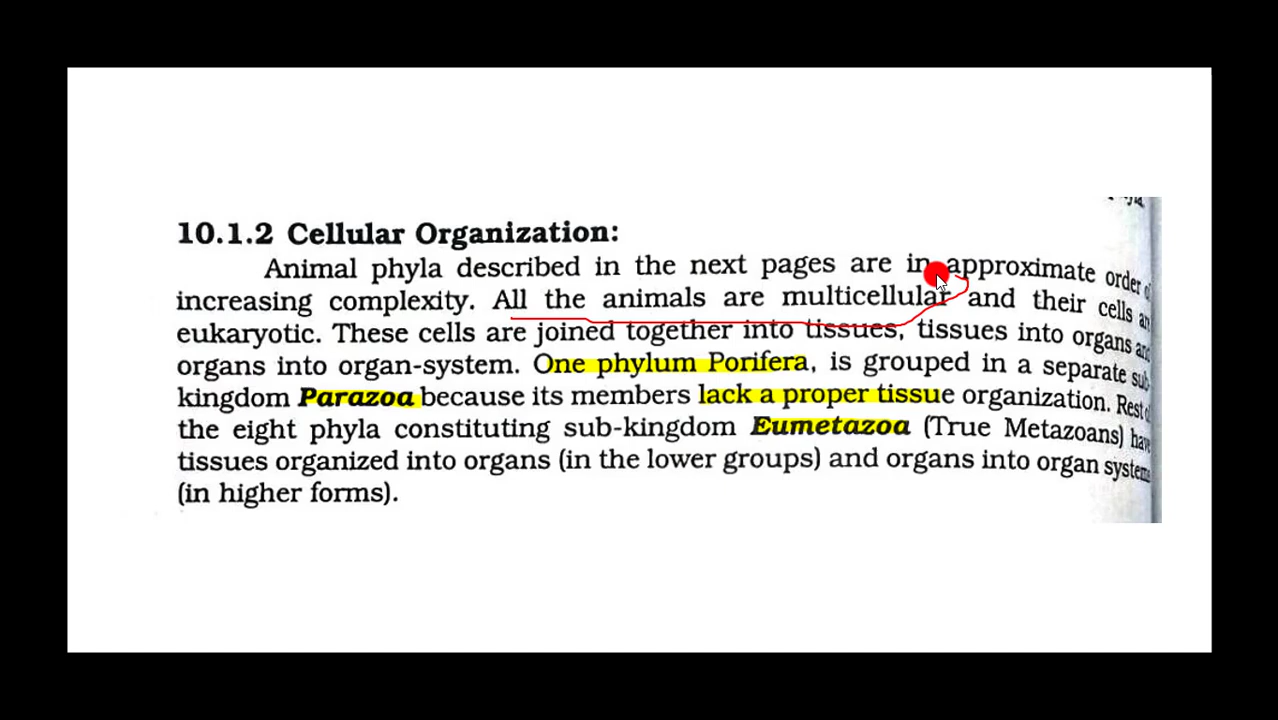 10.1.2 Cellular Organization:
Animal phyla described in the next pages are in approximate order of
increasing complexity. All the animals are multicellular and their cells
eukaryotic. These cells are joined together into tissues, tissues into organs
organs into organ-system. One phylum Porifera, is grouped in a separate sub-
kingdom Parazoa because its members lack a proper tissue organization. Rest
the eight phyla constituting sub-kingdom Eumetazoa (True Metazoans) have
tissues organized into organs (in the lower groups) and organs into organ systems
(in higher forms).